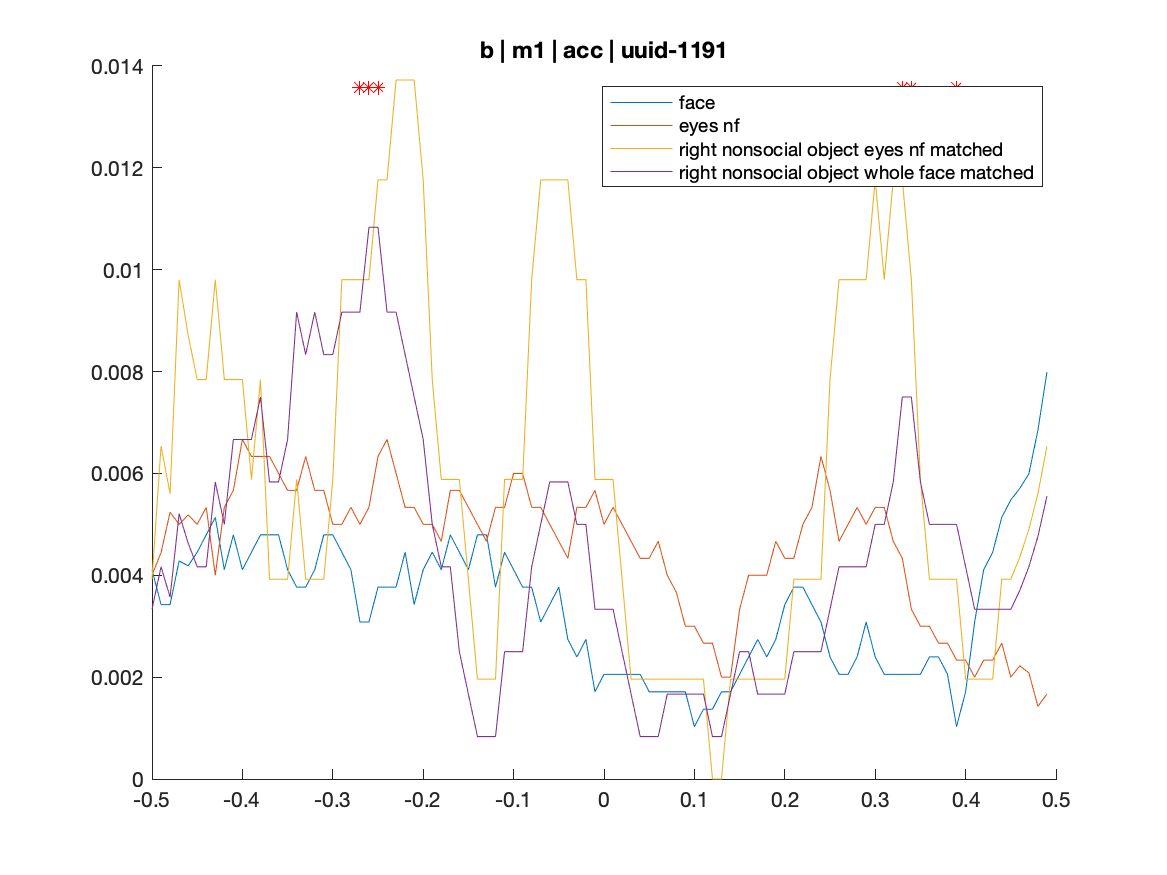 b | m1 | acc | uuid-1191
0.014
0.012
0.01
0.008
0.006
0.004
0.002
0
face
eyes nf
right nonsocial object eyes nf matched
right nonsocial object whole face matched
-0.5 -0.4 -0.3 -0.2 -0.1 0 0.1 0.2 0.3 0.4 0.5